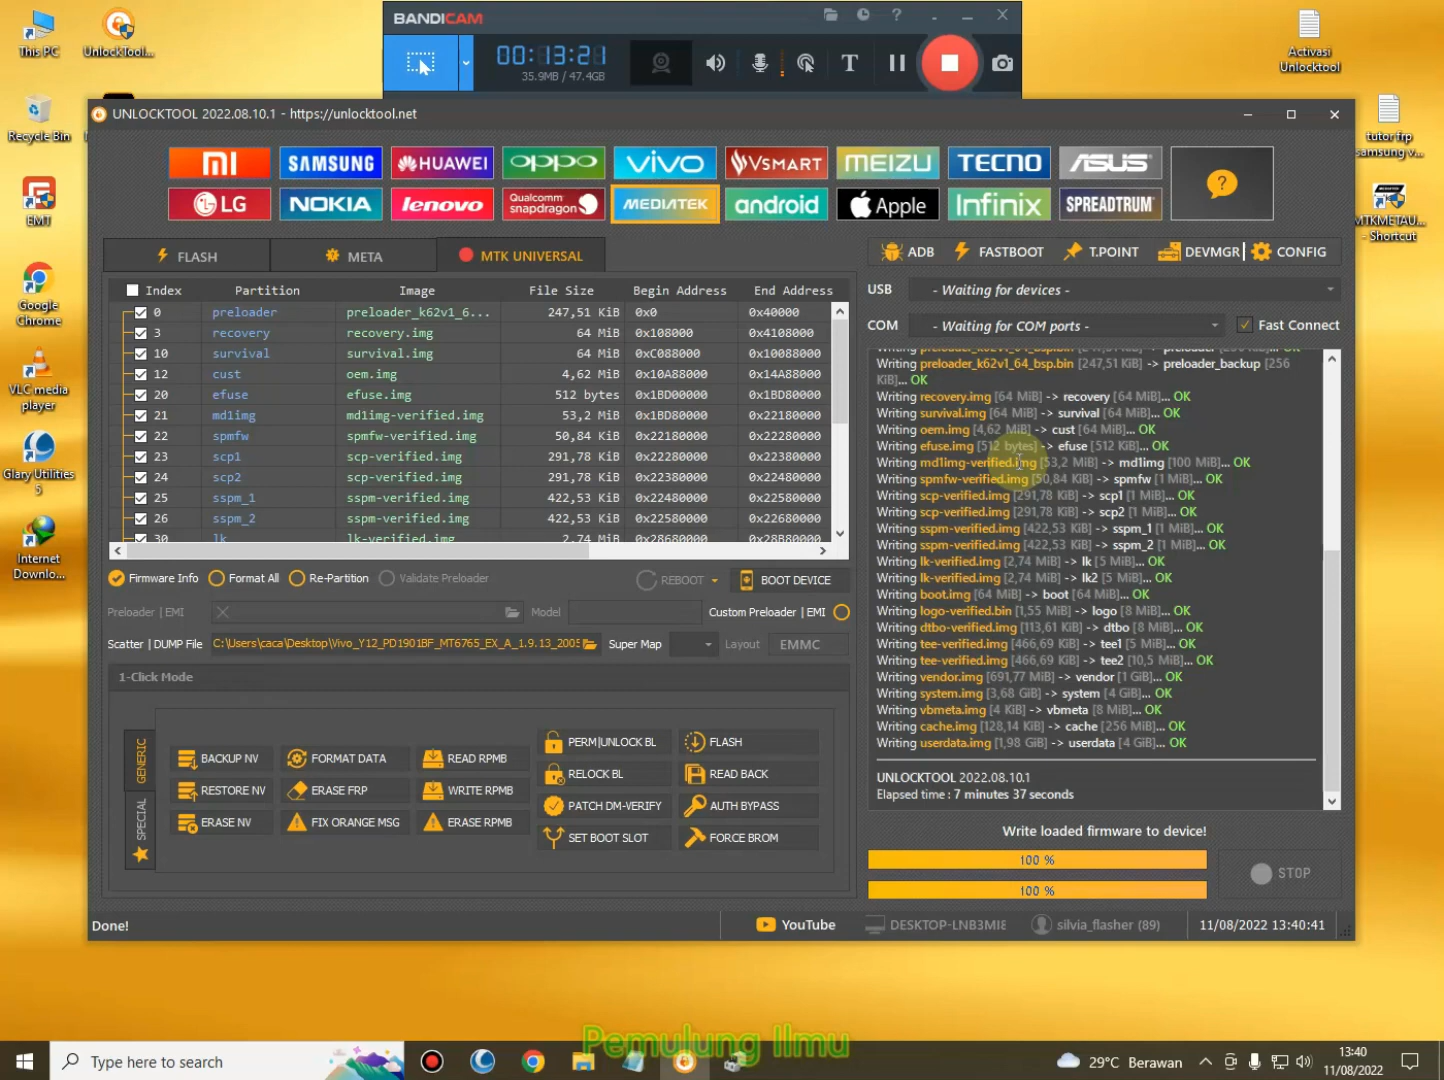 This PC
UnlockTool...
Recycle Bin
EMT
Google
Chrome
VLC media
player
Glary Utilities
5
Internet
Downlo...
BANDICAM
00:13:21
35.9MB / 47.4GB
Activasi
Unlocktool
tutor frp
samsung v...
MTKMETAU...
- Shortcut
UNLOCKTOOL 2022.08.10.1 - https://unlocktool.net
MI SAMSUNG HUAWEI oppo vivo VSMART MEIZU TECNO ASUS
LG NOKIA lenovo Qualcomm snapdragon MEDIATEK android Apple Infinix SPREADTRUM
FLASH META MTK UNIVERSAL
ADB FASTBOOT T.POINT DEVMGR CONFIG
USB - Waiting for devices -
COM - Waiting for COM ports - Fast Connect
Index Partition Image File Size Begin Address End Address
0 preloader preloader_k62v1_6... 247,51 KiB 0x0 0x40000
3 recovery recovery.img 64 MiB 0x108000 0x4108000
10 survival survival.img 64 MiB 0xC088000 0x10088000
12 cust oem.img 4,62 MiB 0x10A88000 0x14A88000
20 efuse efuse.img 512 bytes 0x1BD00000 0x1BD80000
21 md1img md1img-verified.img 53,2 MiB 0x1BD80000 0x22180000
22 spmfw spmfw-verified.img 50,84 KiB 0x22180000 0x22280000
23 scp1 scp-verified.img 291,78 KiB 0x22280000 0x22380000
24 scp2 scp-verified.img 291,78 KiB 0x22380000 0x22480000
25 sspm_1 sspm-verified.img 422,53 KiB 0x22480000 0x22580000
26 sspm_2 sspm-verified.img 422,53 KiB 0x22580000 0x22680000
30 lk lk-verified.img 2,74 MiB 0x28680000 0x28B80000
Firmware Info Format All Re-Partition Validate Preloader REBOOT BOOT DEVICE
Preloader | EMI Model Custom Preloader | EMI
Scatter | DUMP File C:\Users\caca\Desktop\Vivo_Y12_PD1901BF_MT6765_EX_A_1.9.13_2005 Super Map Layout EMMC
1-Click Mode
GENERIC
SPECIAL
BACKUP NV FORMAT DATA READ RPMB PERM|UNLOCK BL FLASH
RESTORE NV ERASE FRP WRITE RPMB RELOCK BL READ BACK
ERASE NV FIX ORANGE MSG ERASE RPMB PATCH DM-VERIFY AUTH BYPASS
SET BOOT SLOT FORCE BROM
Writing preloader_k62v1_64_bsp.bin [247,51 KiB] -> preloader [256 KiB]... OK
Writing preloader_k62v1_64_bsp.bin [247,51 KiB] -> preloader_backup [256
KiB]... OK
Writing recovery.img [64 MiB] -> recovery [64 MiB]... OK
Writing survival.img [64 MiB] -> survival [64 MiB]... OK
Writing oem.img [4,62 MiB] -> cust [64 MiB]... OK
Writing efuse.img [512 bytes] -> efuse [512 KiB]... OK
Writing md1img-verified.img [53,2 MiB] -> md1img [100 MiB]... OK
Writing spmfw-verified.img [50,84 KiB] -> spmfw [1 MiB]... OK
Writing scp-verified.img [291,78 KiB] -> scp1 [1 MiB]... OK
Writing scp-verified.img [291,78 KiB] -> scp2 [1 MiB]... OK
Writing sspm-verified.img [422,53 KiB] -> sspm_1 [1 MiB]... OK
Writing sspm-verified.img [422,53 KiB] -> sspm_2 [1 MiB]... OK
Writing lk-verified.img [2,74 MiB] -> lk [5 MiB]... OK
Writing lk-verified.img [2,74 MiB] -> lk2 [5 MiB]... OK
Writing boot.img [64 MiB] -> boot [64 MiB]... OK
Writing logo-verified.bin [1,55 MiB] -> logo [8 MiB]... OK
Writing dtbo-verified.img [113,61 KiB] -> dtbo [8 MiB]... OK
Writing tee-verified.img [466,69 KiB] -> tee1 [5 MiB]... OK
Writing tee-verified.img [466,69 KiB] -> tee2 [10,5 MiB]... OK
Writing vendor.img [691,77 MiB] -> vendor [1 GiB]... OK
Writing system.img [3,68 GiB] -> system [4 GiB]... OK
Writing vbmeta.img [4 KiB] -> vbmeta [8 MiB]... OK
Writing cache.img [128,14 KiB] -> cache [256 MiB]... OK
Writing userdata.img [1,98 GiB] -> userdata [4 GiB]... OK
UNLOCKTOOL 2022.08.10.1
Elapsed time : 7 minutes 37 seconds
Write loaded firmware to device!
100 %
100 %
STOP
Done! YouTube DESKTOP-LNB3MI8 silvia_flasher (89) 11/08/2022 13:40:41
Pemulung Ilmu
Type here to search
29°C Berawan
13:40
11/08/2022